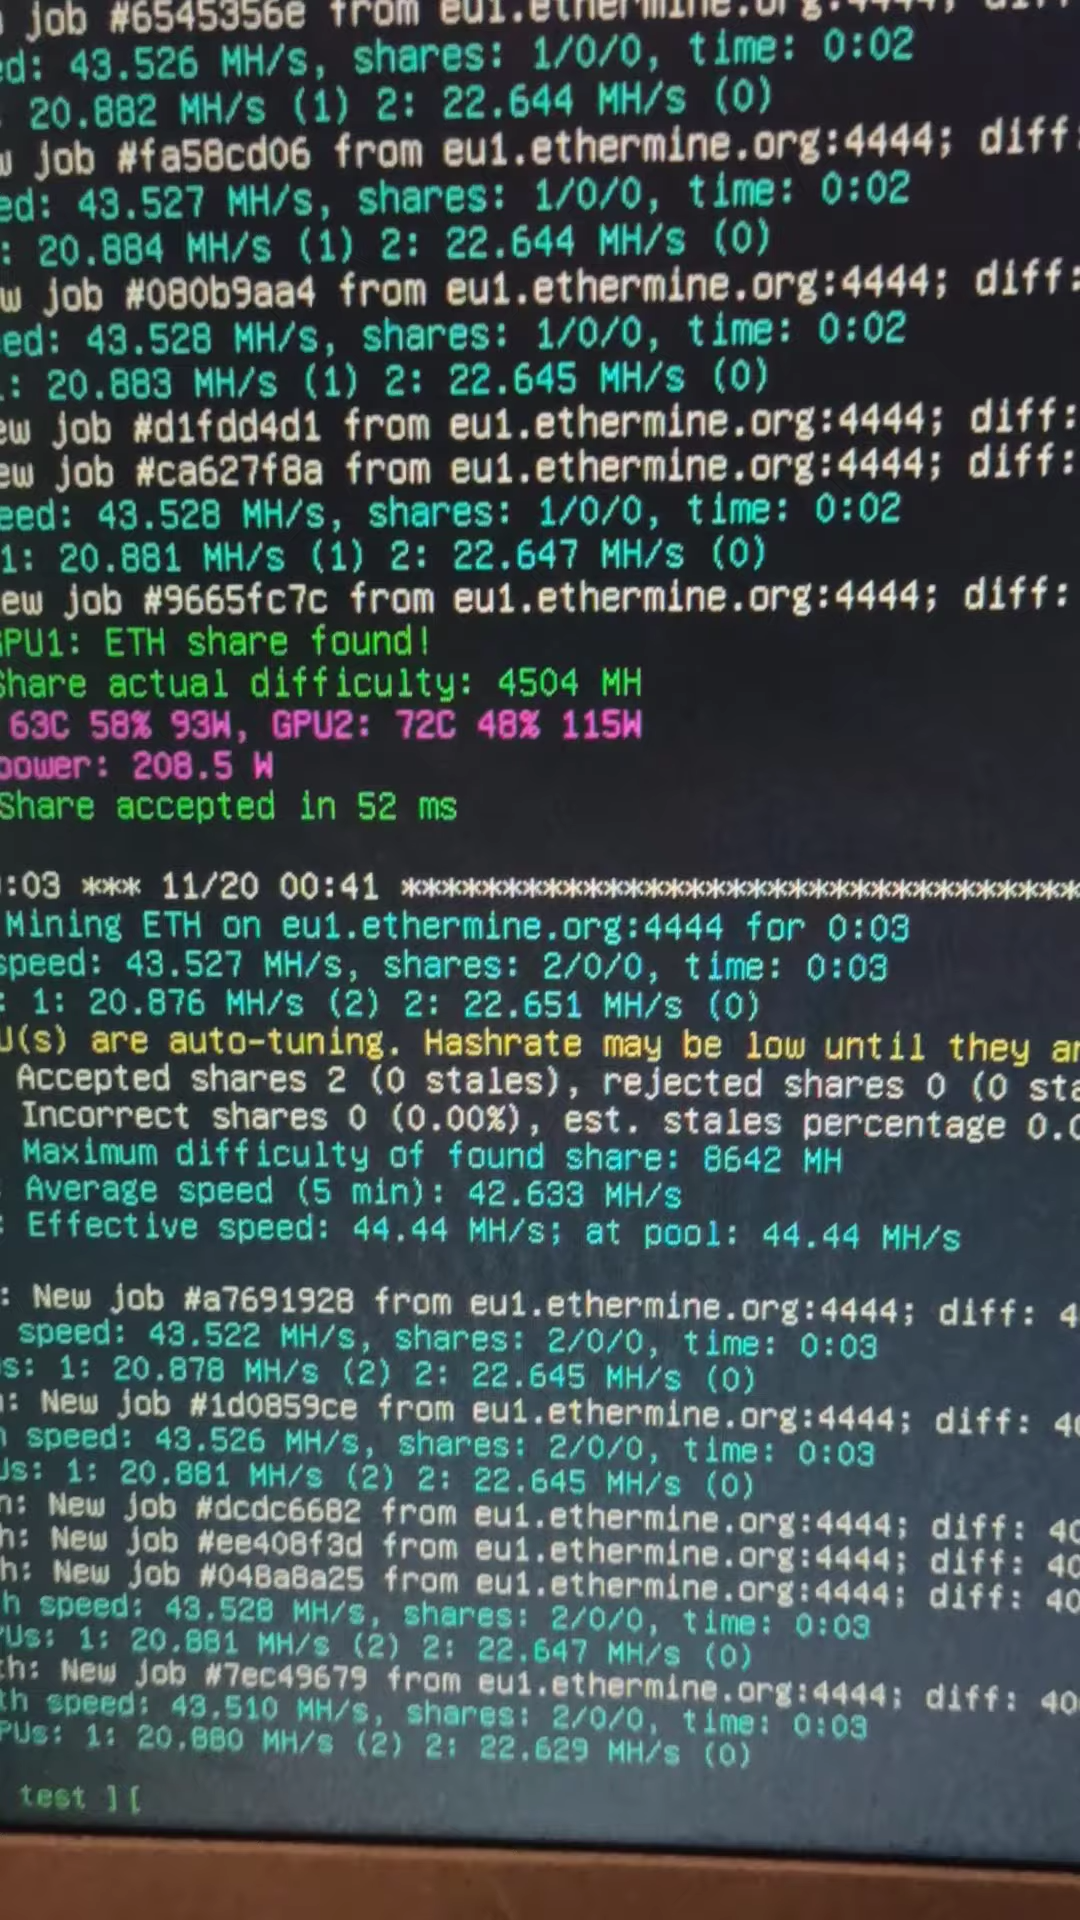 job #6545356e from eu1.ethermine.org:4444;
ed: 43.526 MH/s, shares: 1/0/0, time: 0:02
20.882 MH/s (1) 2: 22.644 MH/s (0)
w job #fa58cd06 from eu1.ethermine.org:4444; diff:
ed: 43.527 MH/s, shares: 1/0/0, time: 0:02
: 20.884 MH/s (1) 2: 22.644 MH/s (0)
w job #080b9aa4 from eu1.ethermine.org:4444; diff:
ed: 43.528 MH/s, shares: 1/0/0, time: 0:02
: 20.883 MH/s (1) 2: 22.645 MH/s (0)
ew job #d1fdd4d1 from eu1.ethermine.org:4444; diff:
ew job #ca627f8a from eu1.ethermine.org:4444; diff:
eed: 43.528 MH/s, shares: 1/0/0, time: 0:02
1: 20.881 MH/s (1) 2: 22.647 MH/s (0)
ew job #9665fc7c from eu1.ethermine.org:4444; diff:
GPU1: ETH share found!
Share actual difficulty: 4504 MH
63C 58% 93W, GPU2: 72C 48% 115W
power: 208.5 W
Share accepted in 52 ms
:03 *** 11/20 00:41 **********************************
Mining ETH on eu1.ethermine.org:4444 for 0:03
speed: 43.527 MH/s, shares: 2/0/0, time: 0:03
: 1: 20.876 MH/s (2) 2: 22.651 MH/s (0)
U(s) are auto-tuning. Hashrate may be low until they ar
Accepted shares 2 (0 stales), rejected shares 0 (0 sta
Incorrect shares 0 (0.00%), est. stales percentage 0.0
Maximum difficulty of found share: 8642 MH
Average speed (5 min): 42.633 MH/s
: Effective speed: 44.44 MH/s; at pool: 44.44 MH/s
: New job #a7691928 from eu1.ethermine.org:4444; diff: 4
speed: 43.522 MH/s, shares: 2/0/0, time: 0:03
s: 1: 20.878 MH/s (2) 2: 22.645 MH/s (0)
: New job #1d0859ce from eu1.ethermine.org:4444; diff: 40
speed: 43.526 MH/s, shares: 2/0/0, time: 0:03
Us: 1: 20.881 MH/s (2) 2: 22.645 MH/s (0)
h: New job #dcdc6682 from eu1.ethermine.org:4444; diff: 40
h: New job #ee408f3d from eu1.ethermine.org:4444; diff: 40
h: New job #048a8a25 from eu1.ethermine.org:4444; diff: 40
h speed: 43.528 MH/s, shares: 2/0/0, time: 0:03
PUs: 1: 20.881 MH/s (2) 2: 22.647 MH/s (0)
th: New job #7ec49679 from eu1.ethermine.org:4444; diff: 40
th speed: 43.510 MH/s, shares: 2/0/0, time: 0:03
PUs: 1: 20.880 MH/s (2) 2: 22.629 MH/s (0)
test ][